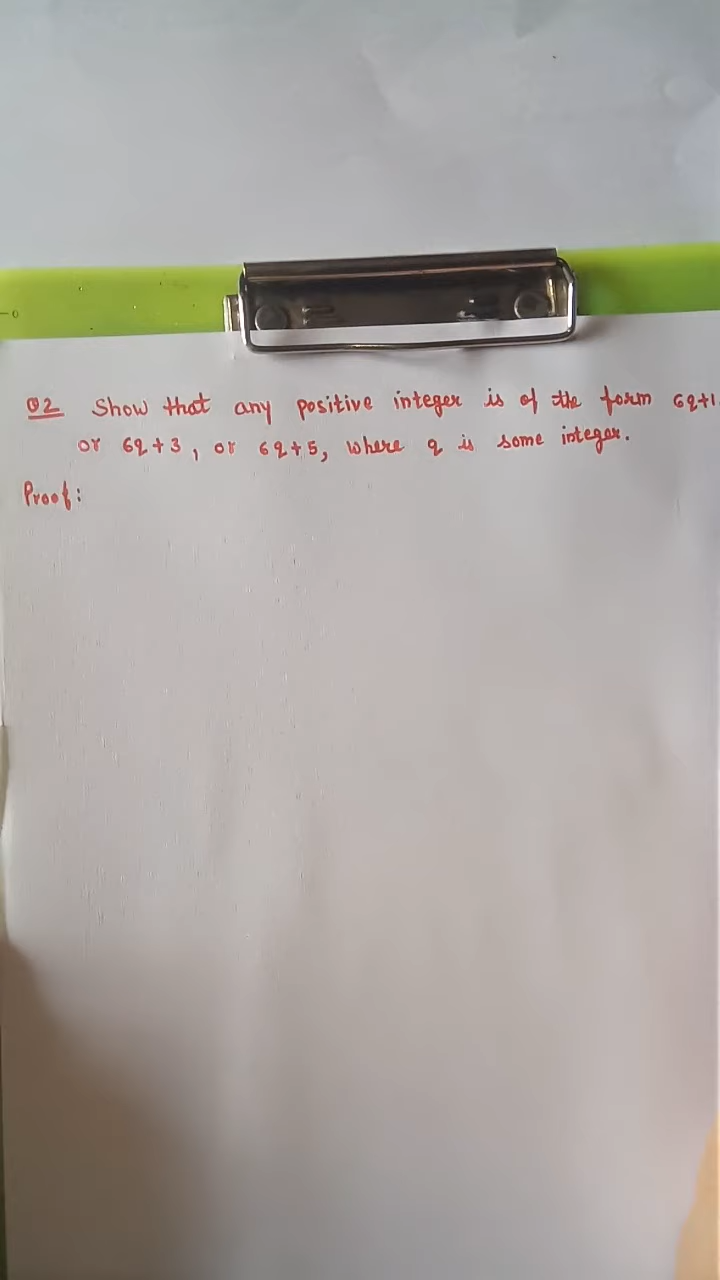 Q2 Show that any positive integer is of the form 6q+1
or 6q+3, or 6q+5, where q is some integer.
Proof: